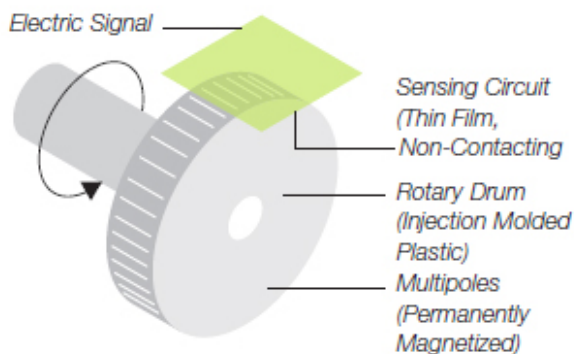 Electric Signal
Sensing Circuit
(Thin Film,
Non-Contacting
Rotary Drum
(Injection Molded
Plastic)
Multipoles
(Permanently
Magnetized)